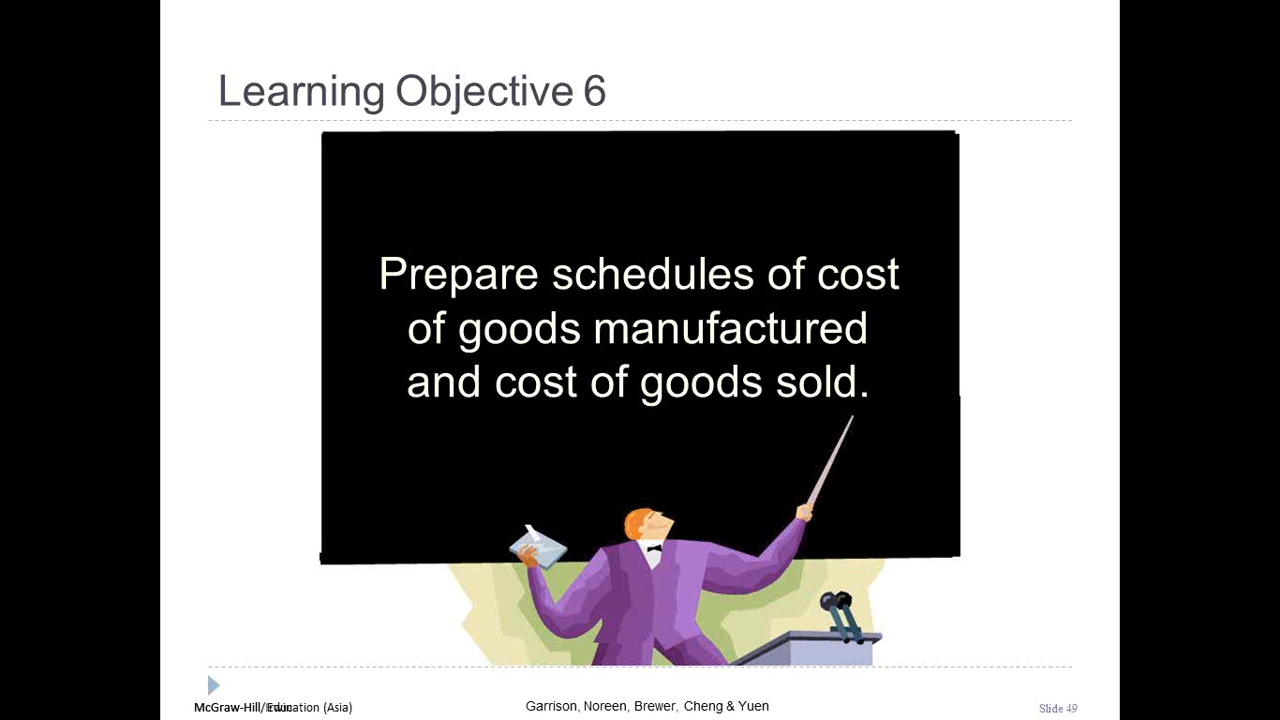 Learning Objective 6
Prepare schedules of cost
of goods manufactured
and cost of goods sold.
McGraw-Hill/Education (Asia)
Garrison, Noreen, Brewer, Cheng & Yuen
Slide 49